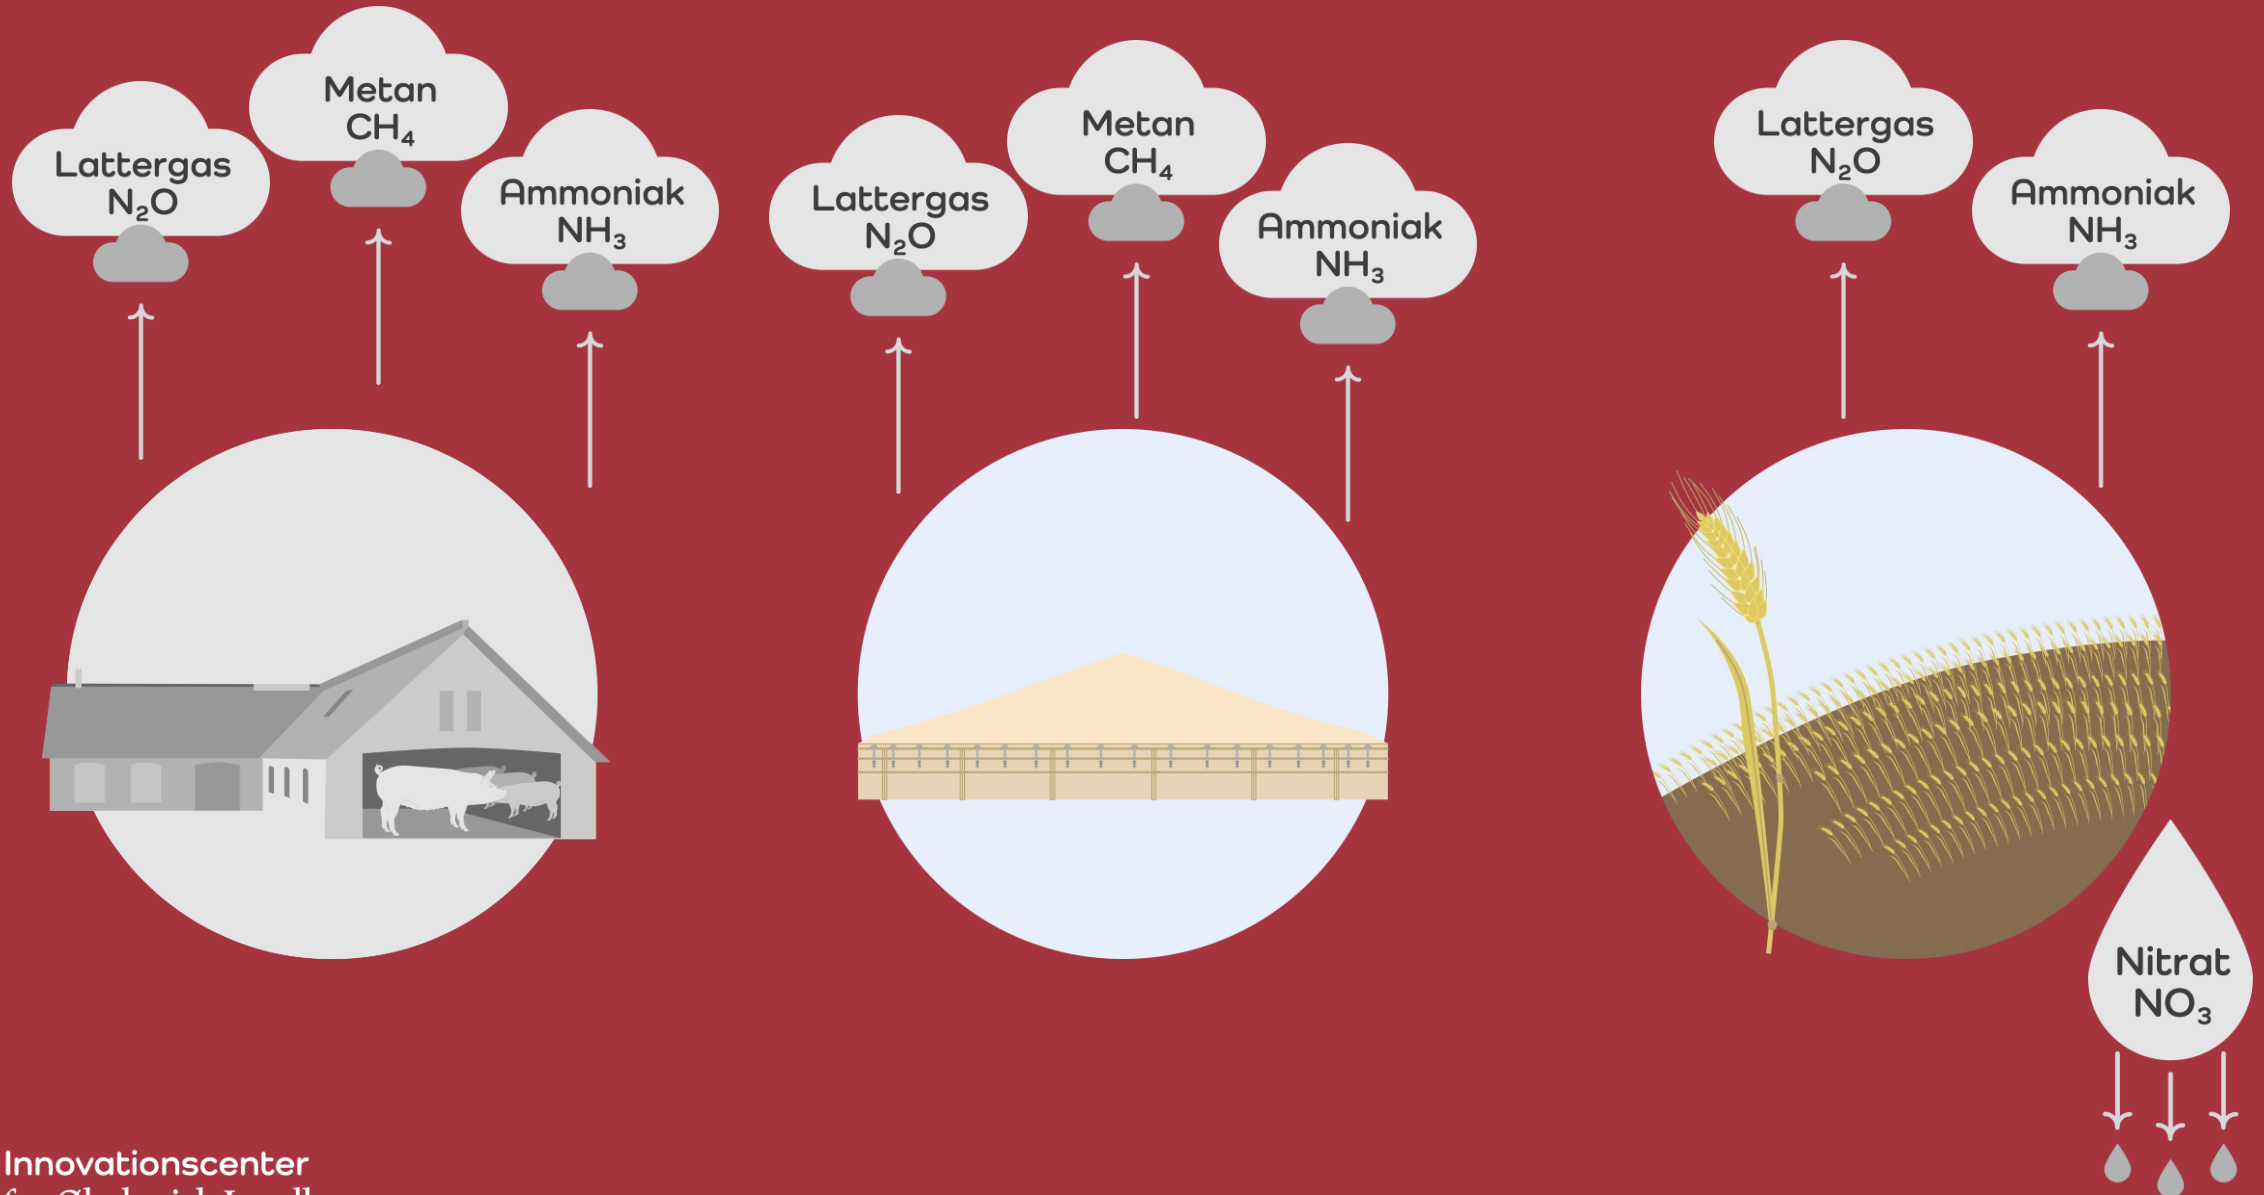 Lattergas
N₂O
Metan
CH₄
Ammoniak
NH₃
Lattergas
N₂O
Metan
CH₄
Ammoniak
NH₃
Lattergas
N₂O
Ammoniak
NH₃
Nitrat
NO₃
Innovationscenter